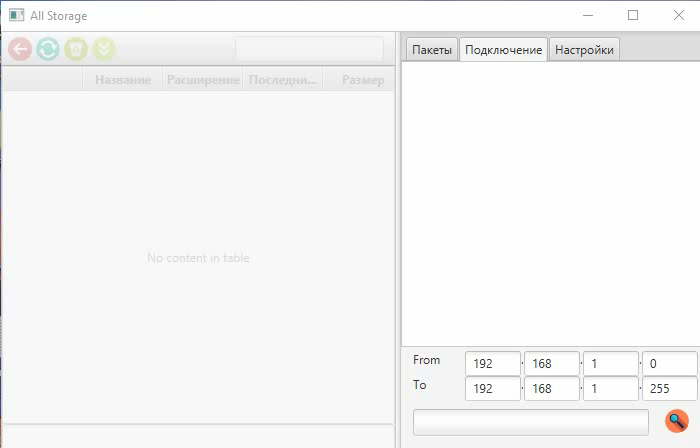 All Storage
Пакеты Подключение Настройки
Название Расширение Последни... Размер
No content in table
From 192 . 168 . 1 . 0
To 192 . 168 . 1 . 255